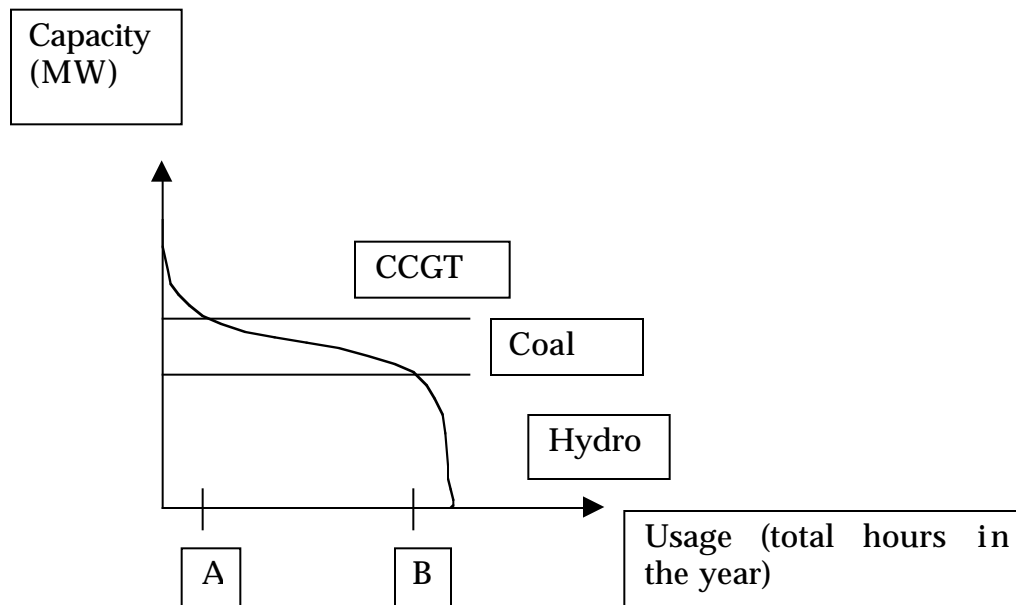 Capacity
(MW)
CCGT
Coal
Hydro
Usage (total hours in
the year)
A
B